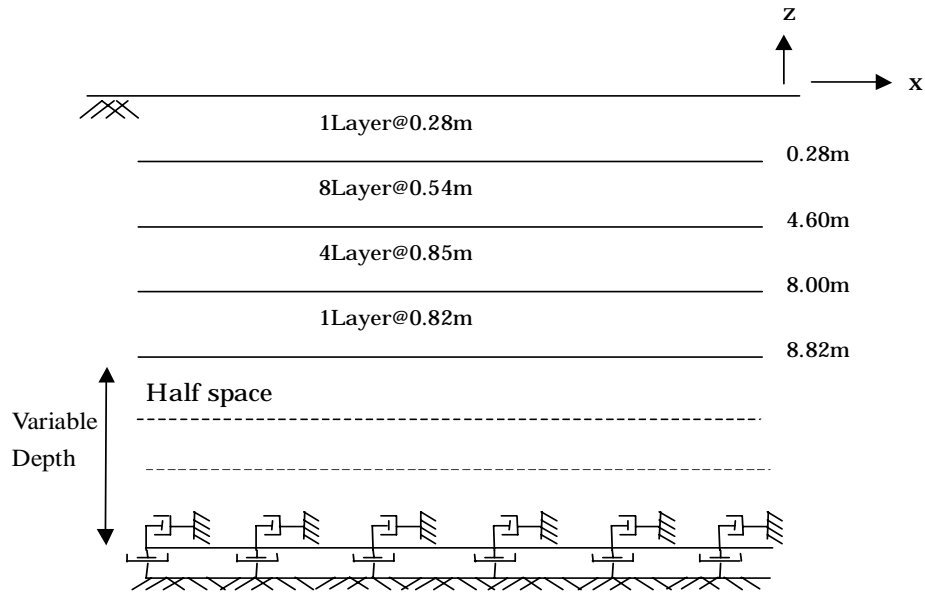 z
x
1Layer@0.28m
0.28m
8Layer@0.54m
4.60m
4Layer@0.85m
8.00m
1Layer@0.82m
8.82m
Half space
Variable
Depth